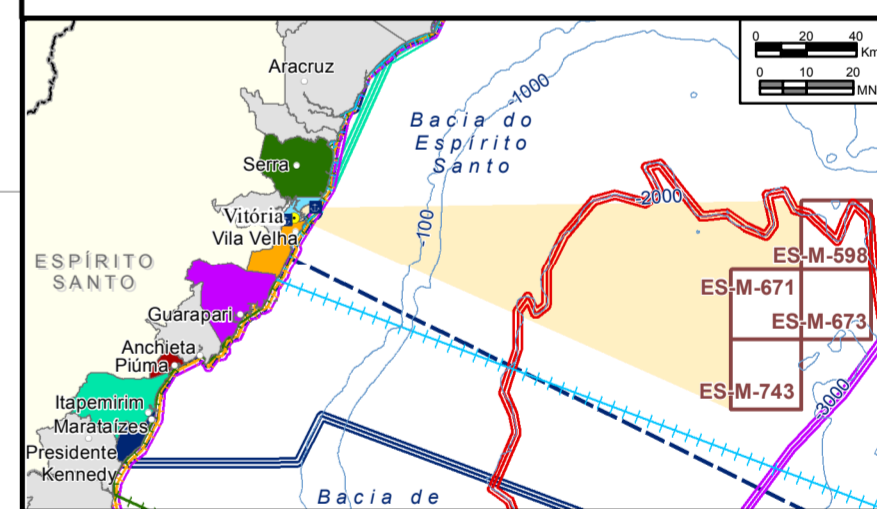 0 20 40
Km
0 10 20
MN
Aracruz
-1000
Bacia do
Espírito
Santo
Serra
-2000
Vitória
Vila Velha
-100
ESPÍRITO
SANTO
ES-M-598
ES-M-671
Guarapari
ES-M-673
Anchieta
Piúma
ES-M-743
-3000
Itapemirim
Marataízes
Presidente
Kennedy
Bacia de